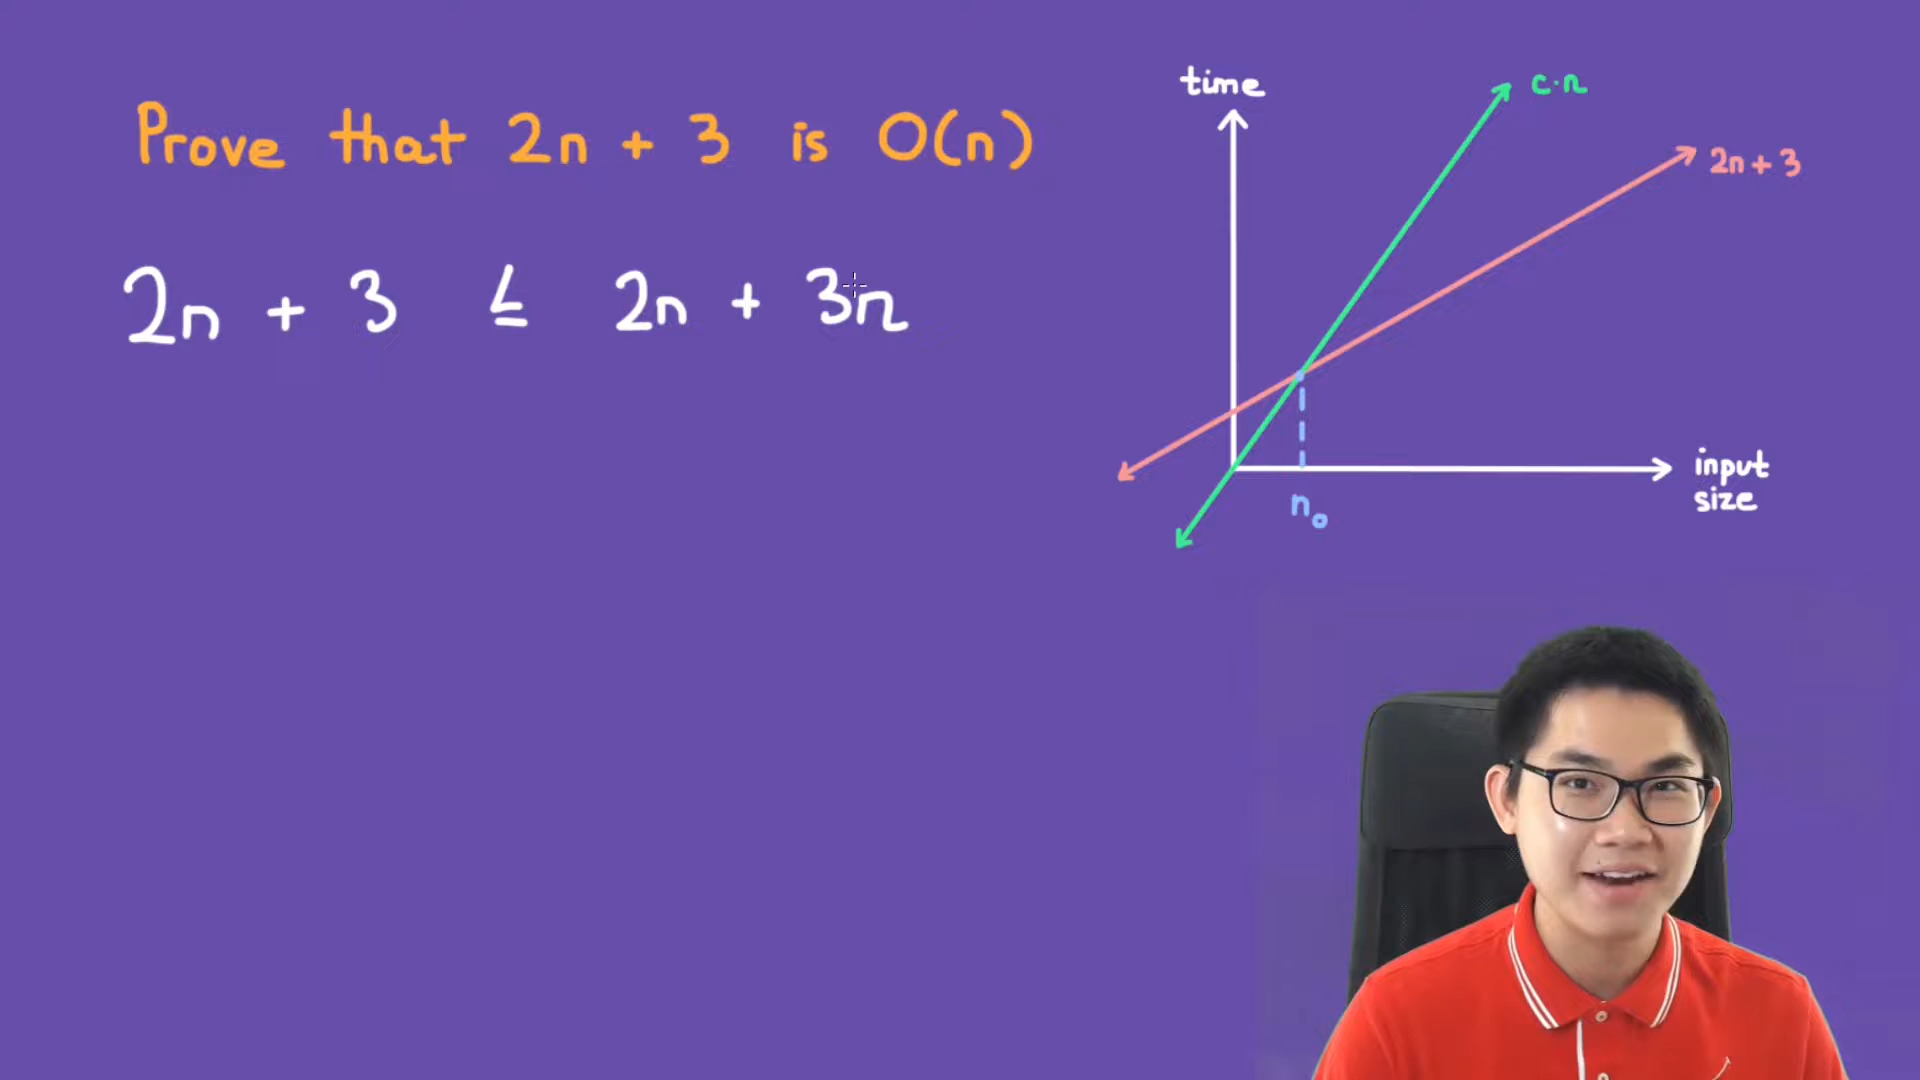 Prove that 2n + 3 is O(n)
2n + 3 ≤ 2n + 3n
time
c·n
2n + 3
input
size
n₀